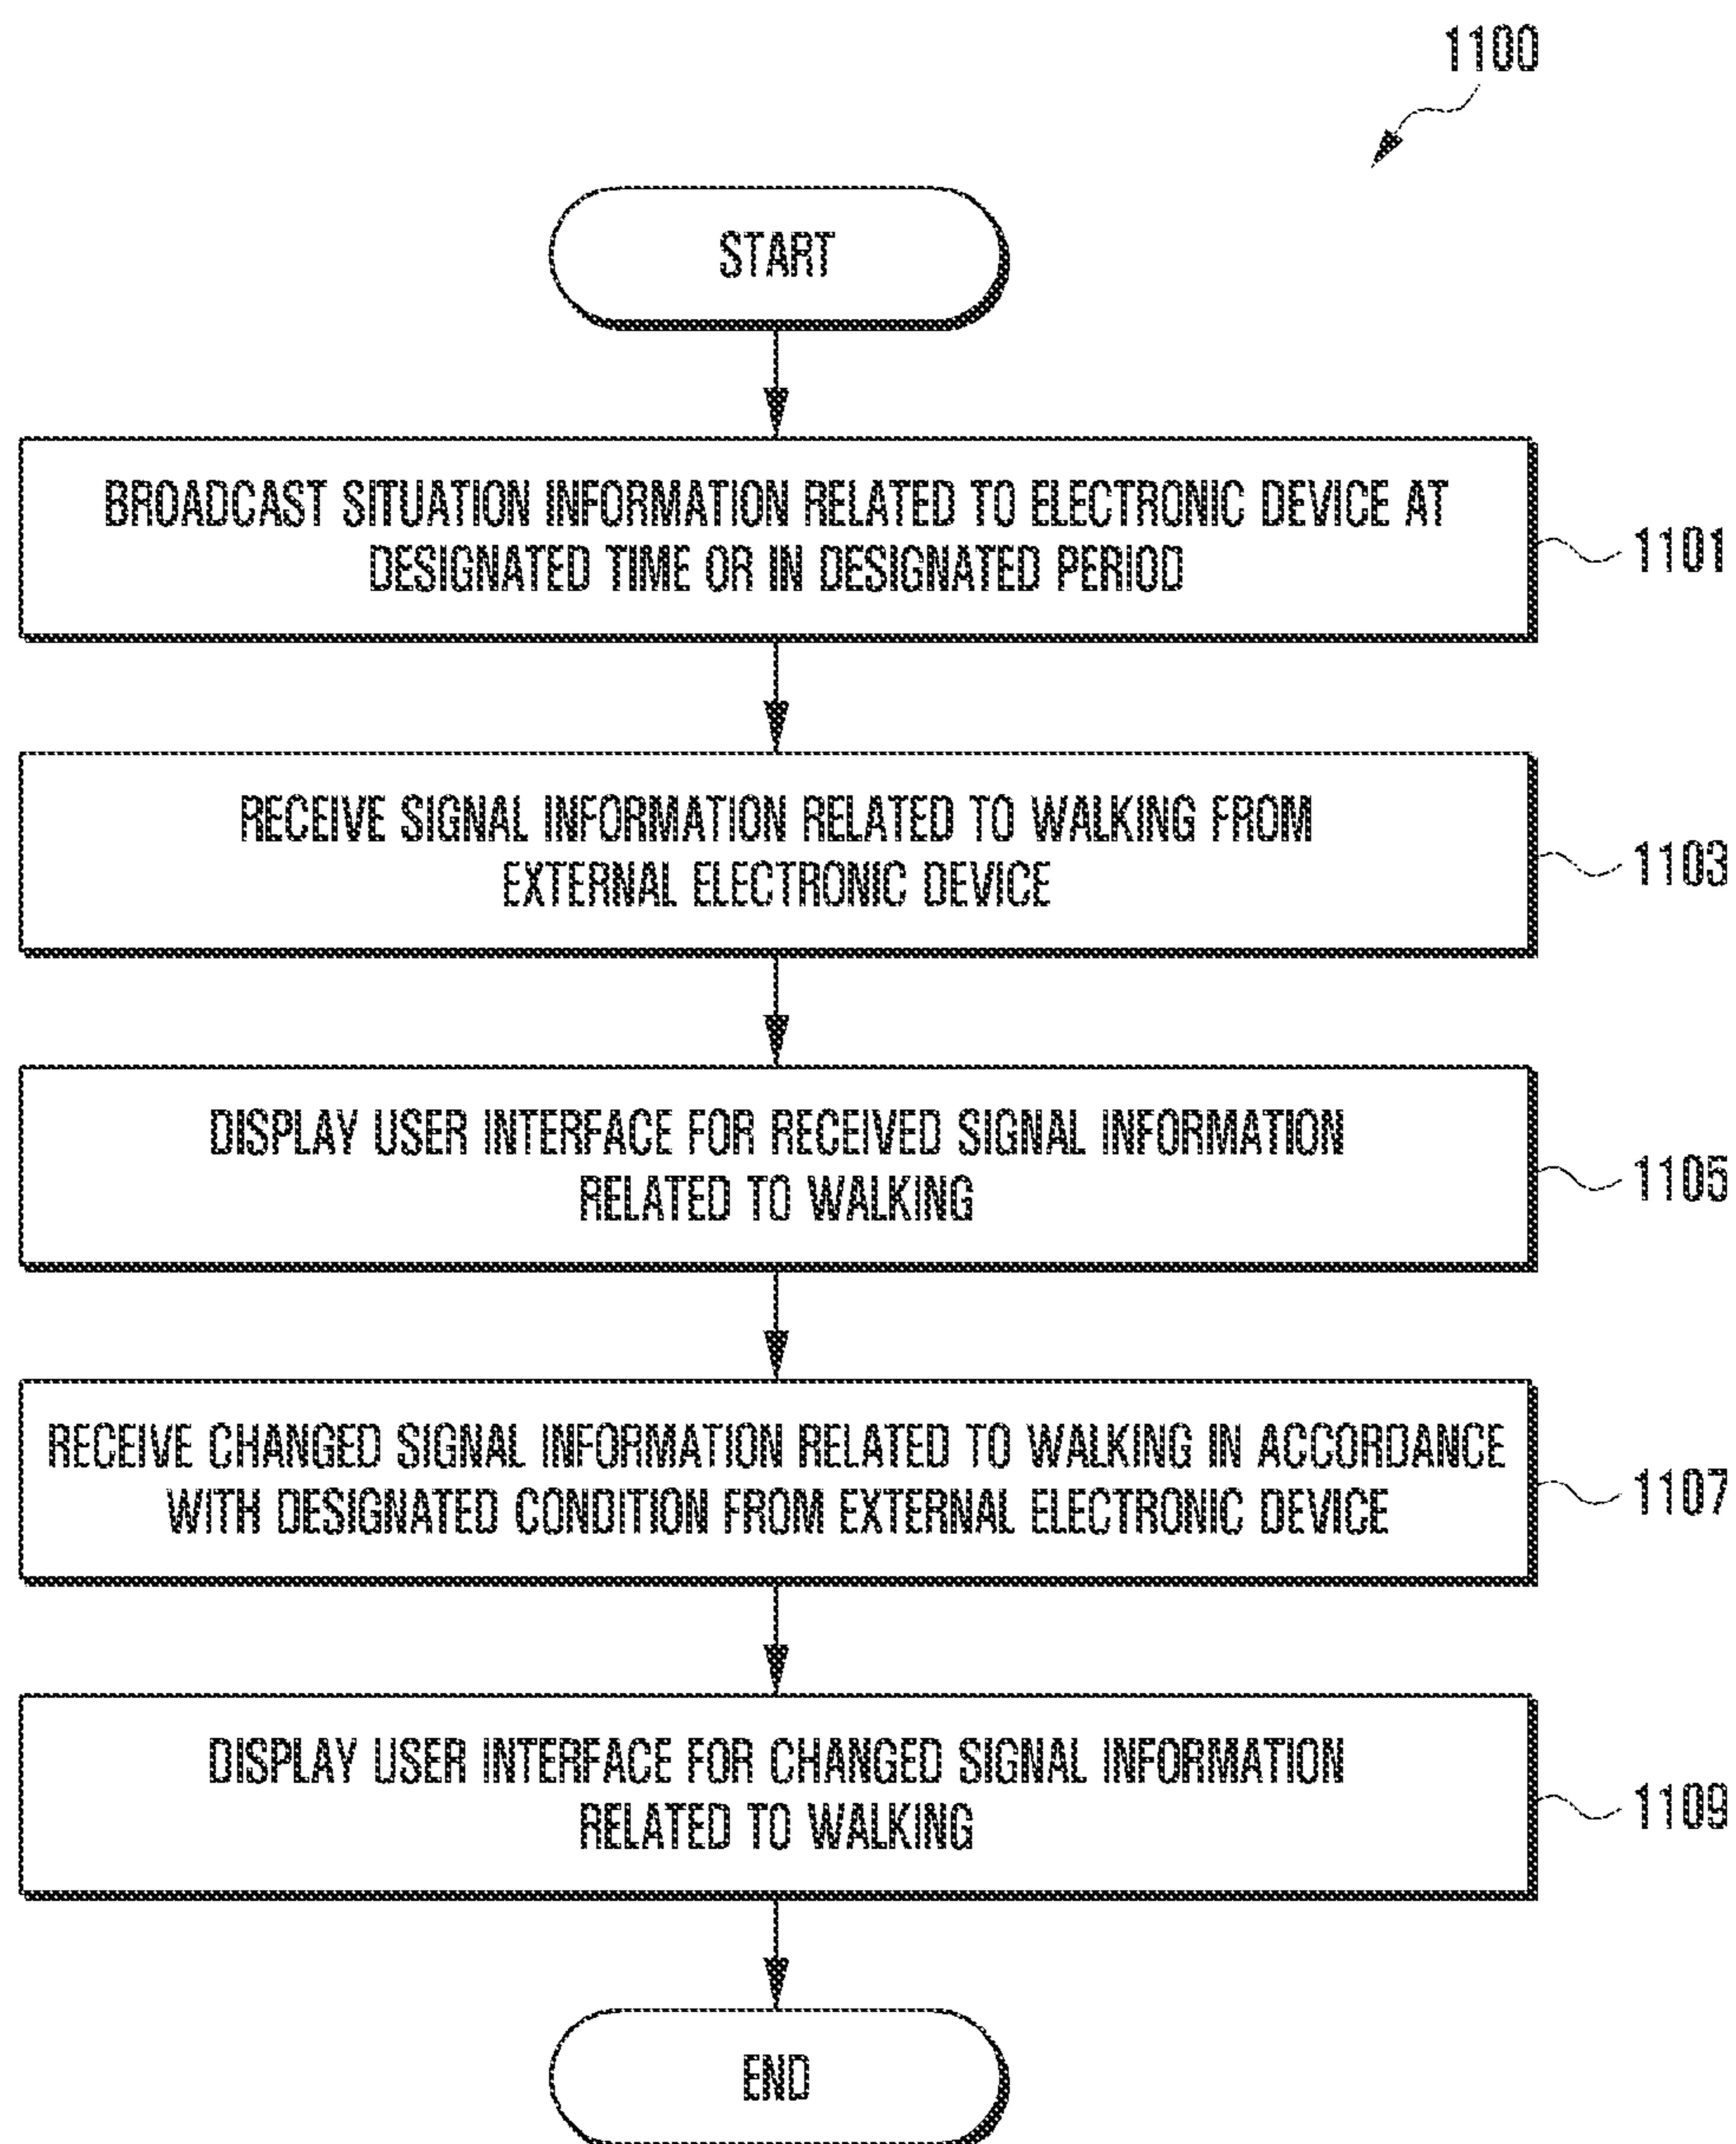 1100
START
BROADCAST SITUATION INFORMATION RELATED TO ELECTRONIC DEVICE AT
DESIGNATED TIME OR IN DESIGNATED PERIOD
1101
RECEIVE SIGNAL INFORMATION RELATED TO WALKING FROM
EXTERNAL ELECTRONIC DEVICE
1103
DISPLAY USER INTERFACE FOR RECEIVED SIGNAL INFORMATION
RELATED TO WALKING
1105
RECEIVE CHANGED SIGNAL INFORMATION RELATED TO WALKING IN ACCORDANCE
WITH DESIGNATED CONDITION FROM EXTERNAL ELECTRONIC DEVICE
1107
DISPLAY USER INTERFACE FOR CHANGED SIGNAL INFORMATION
RELATED TO WALKING
1109
END